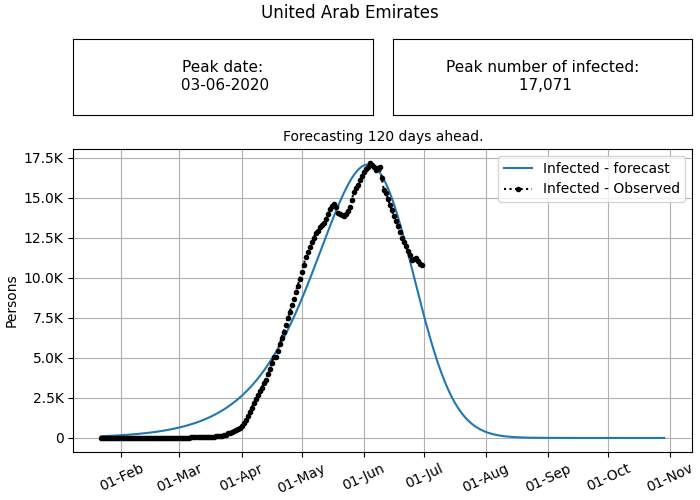 United Arab Emirates
Peak date:
03-06-2020
Peak number of infected:
17,071
Forecasting 120 days ahead.
17.5K
15.0K
12.5K
10.0K
7.5K
5.0K
2.5K
0
Persons
Infected - forecast
Infected - Observed
01-Feb
01-Mar
01-Apr
01-May
01-Jun
01-Jul
01-Aug
01-Sep
01-Oct
01-Nov